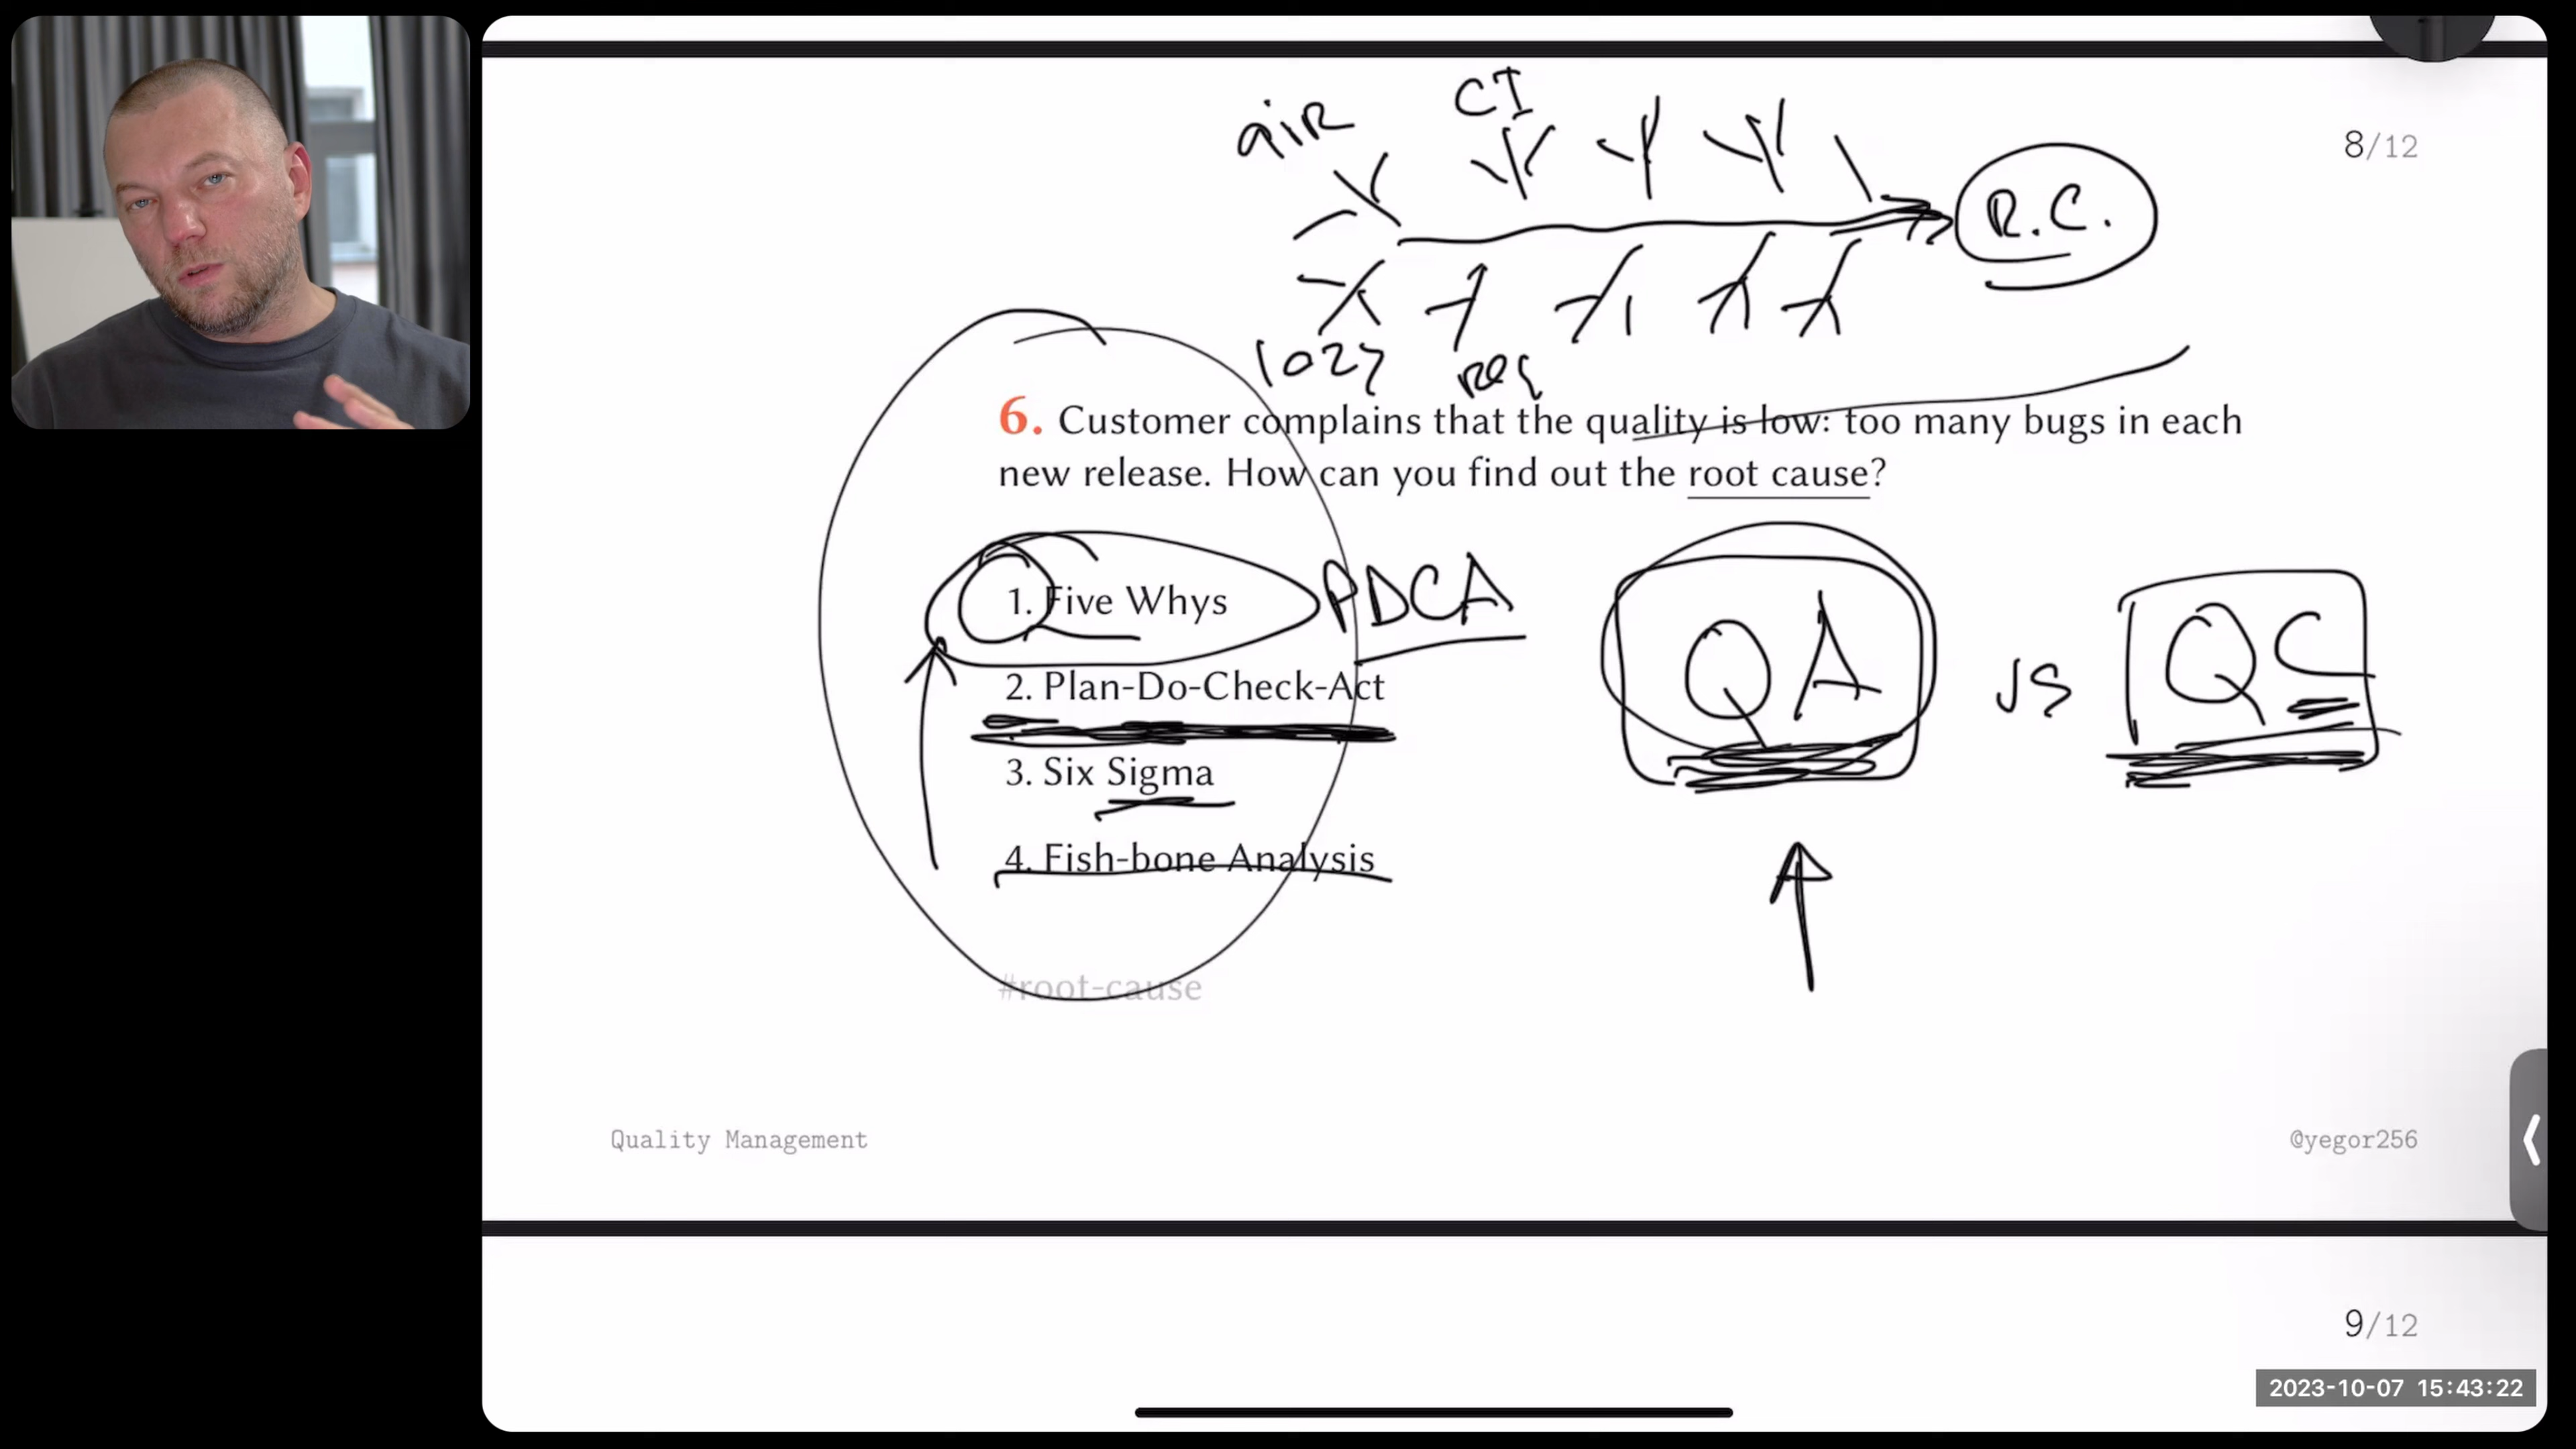 CI
aiR
8/12
R.C.
req
6. Customer complains that the quality is low: too many bugs in each
new release. How can you find out the root cause?
1. Five Whys
PDCA
2. Plan-Do-Check-Act
QA vs QC
3. Six Sigma
4. Fish-bone Analysis
#root-cause
Quality Management
@yegor256
9/12
2023-10-07 15:43:22